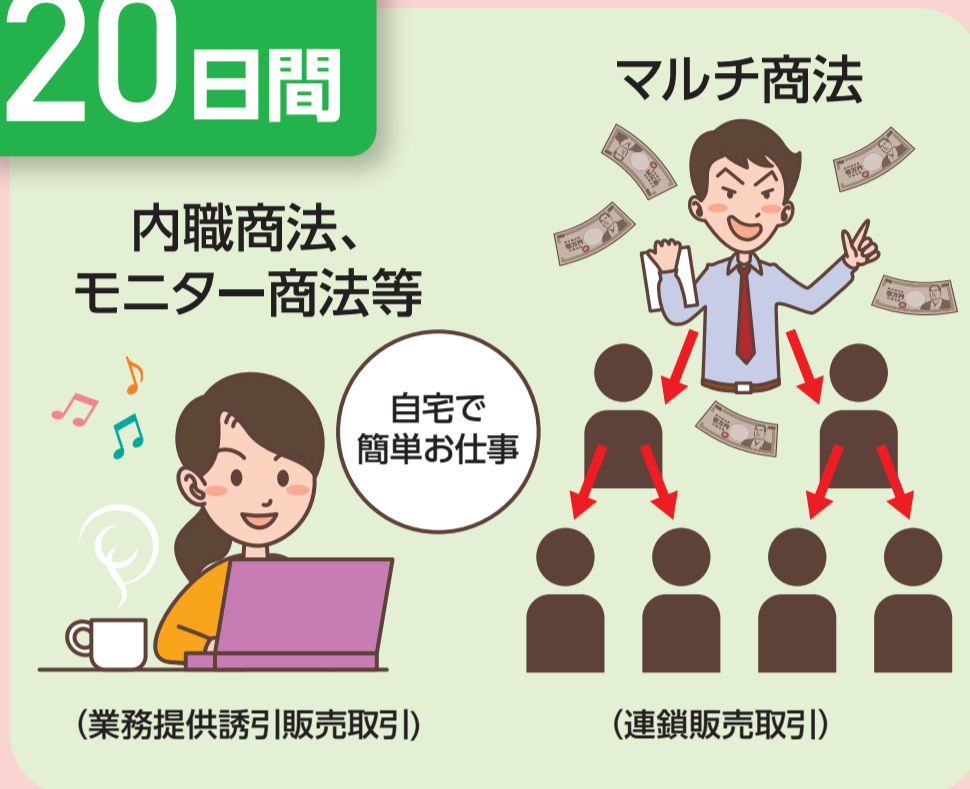 20日間
マルチ商法
内職商法、
モニター商法等
自宅で
簡単お仕事
(業務提供誘引販売取引)
(連鎖販売取引)